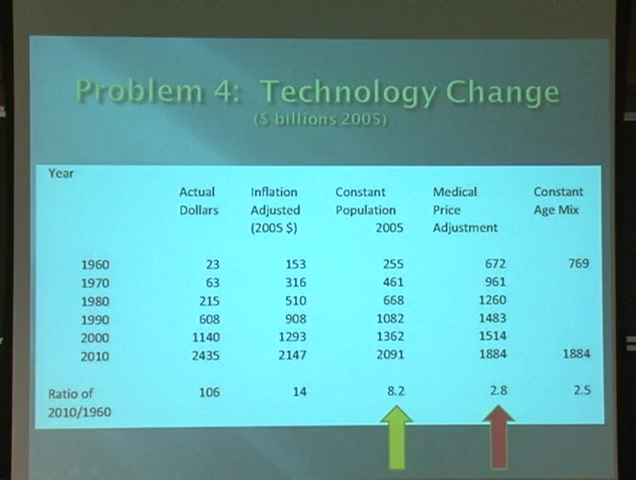 Problem 4: Technology Change
($ billions 2005)
Year
Actual Dollars Inflation Adjusted (2005 $) Constant Population 2005 Medical Price Adjustment Constant Age Mix
1960 23 153 255 672 769
1970 63 316 461 961
1980 215 510 668 1260
1990 608 908 1082 1483
2000 1140 1293 1362 1514
2010 2435 2147 2091 1884 1884
Ratio of 2010/1960 106 14 8.2 2.8 2.5